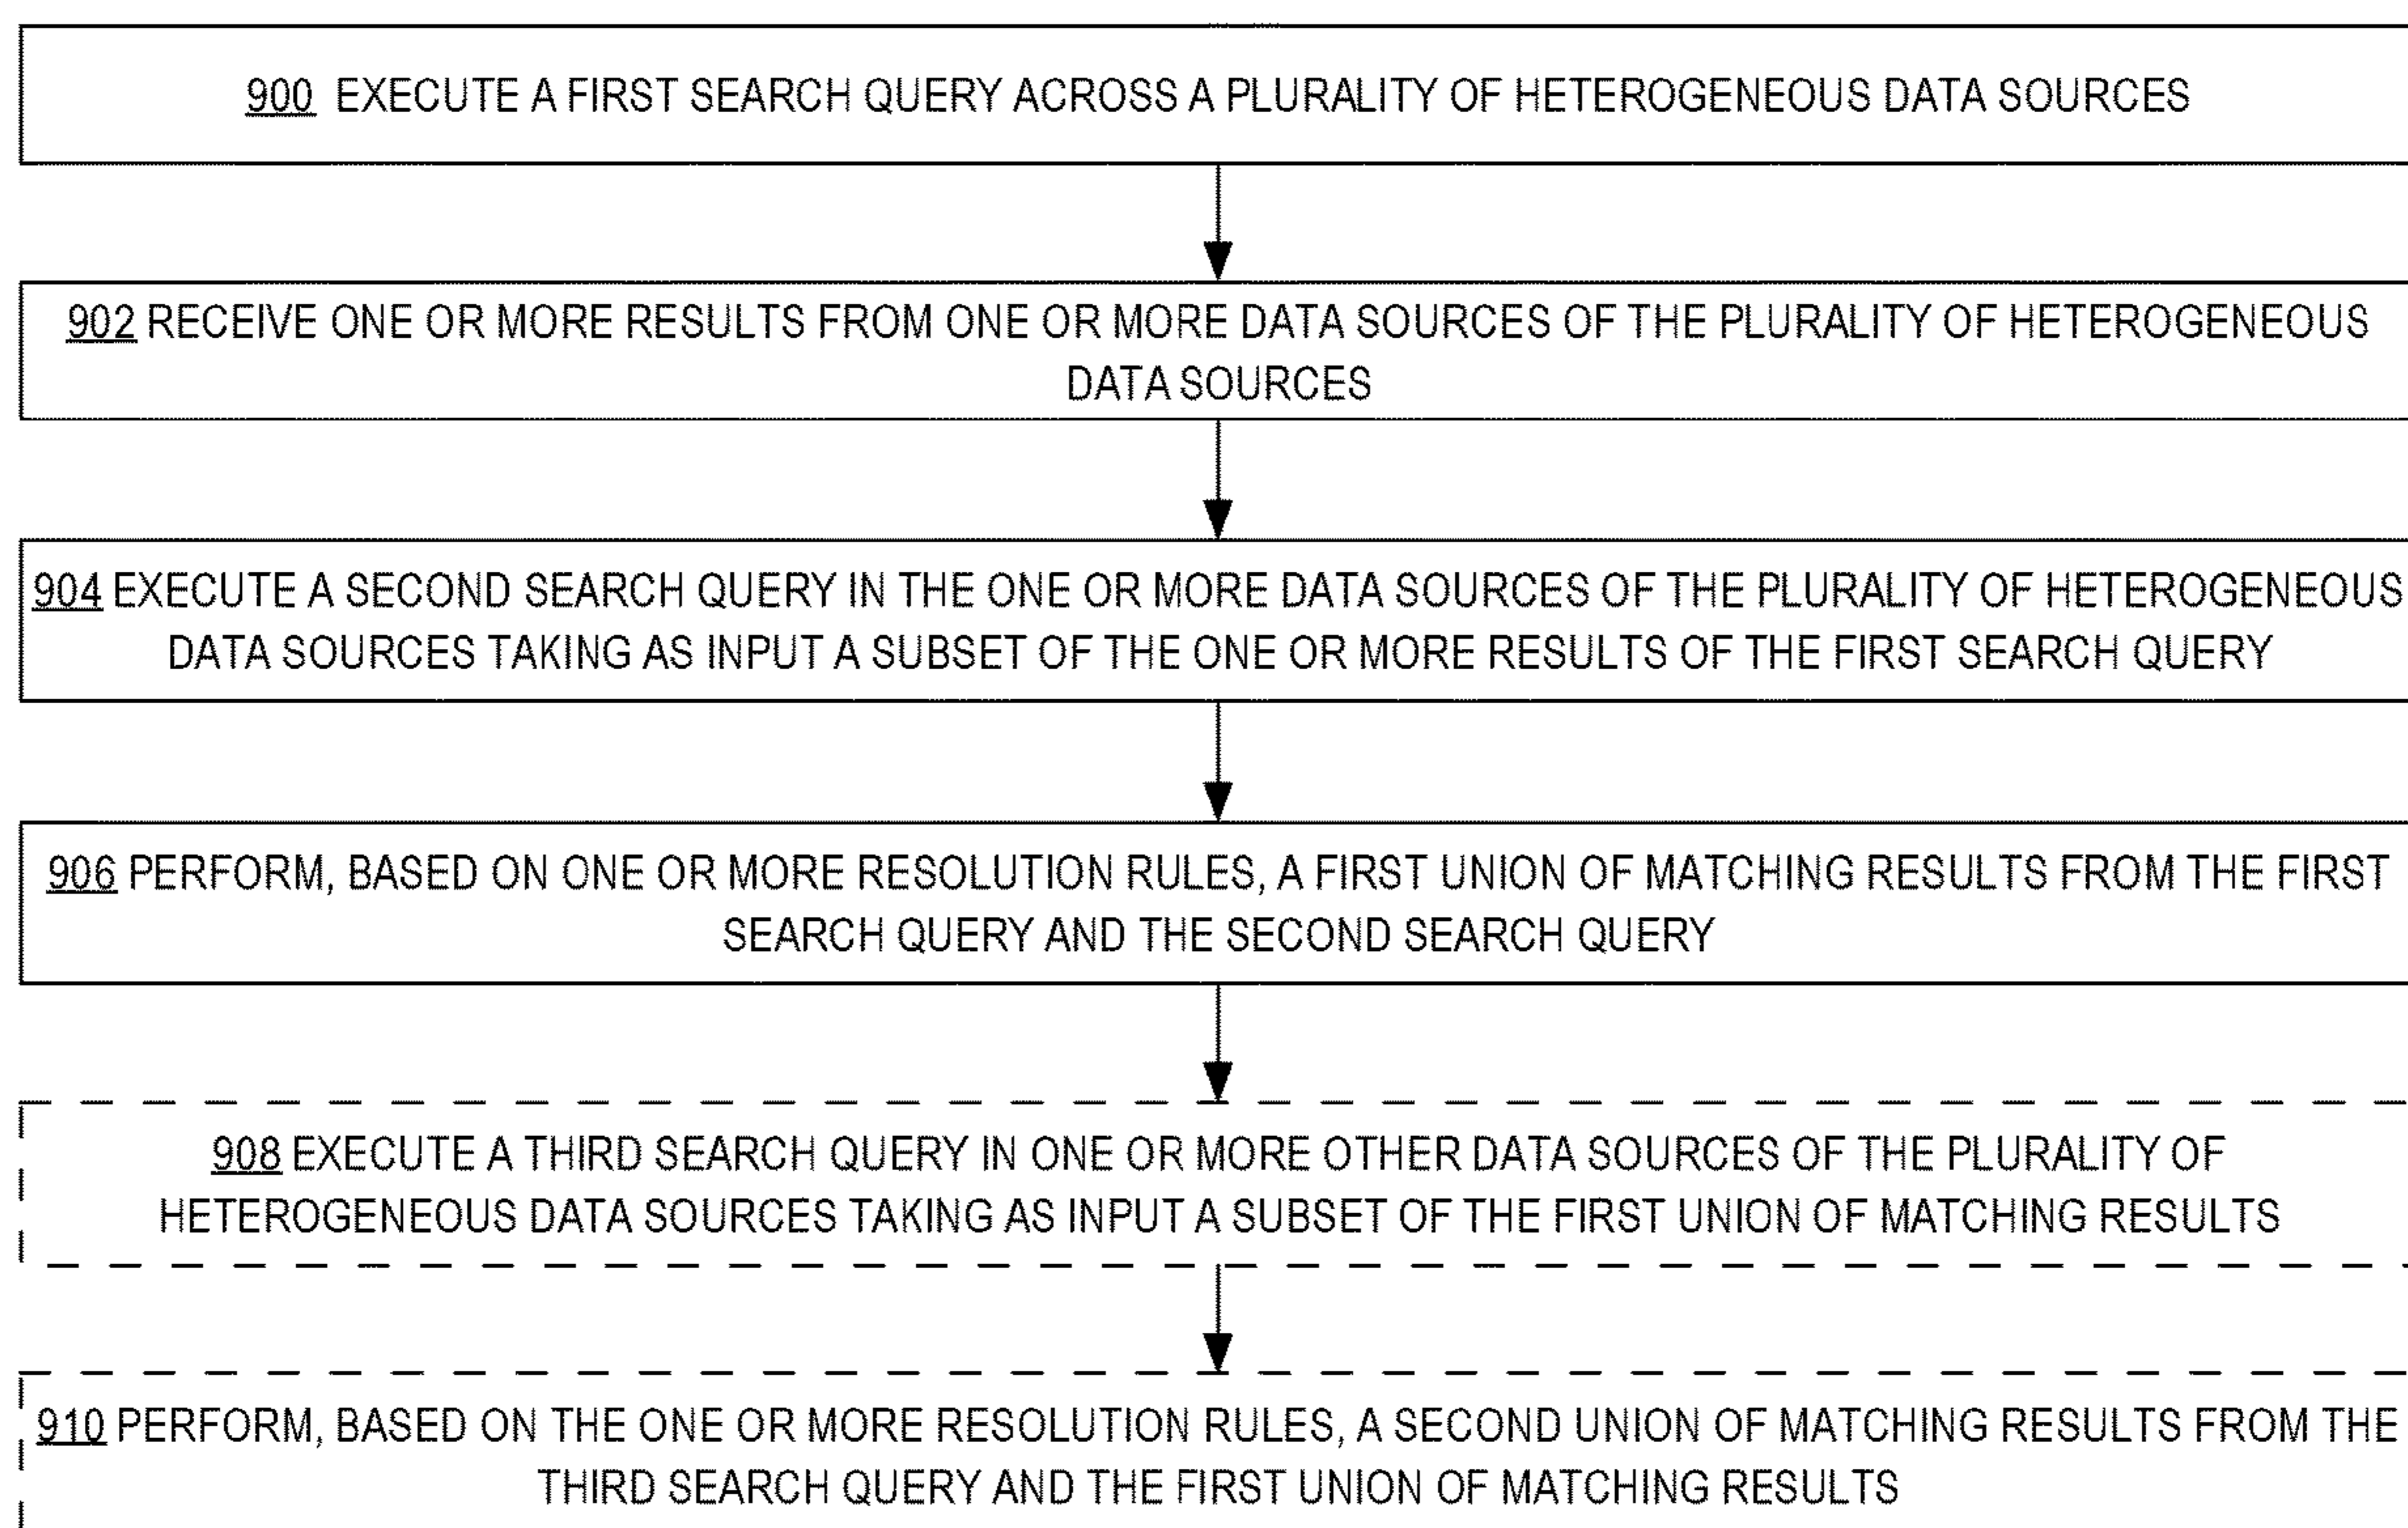 900 EXECUTE A FIRST SEARCH QUERY ACROSS A PLURALITY OF HETEROGENEOUS DATA SOURCES
902 RECEIVE ONE OR MORE RESULTS FROM ONE OR MORE DATA SOURCES OF THE PLURALITY OF HETEROGENEOUS
DATA SOURCES
904 EXECUTE A SECOND SEARCH QUERY IN THE ONE OR MORE DATA SOURCES OF THE PLURALITY OF HETEROGENEOUS
DATA SOURCES TAKING AS INPUT A SUBSET OF THE ONE OR MORE RESULTS OF THE FIRST SEARCH QUERY
906 PERFORM, BASED ON ONE OR MORE RESOLUTION RULES, A FIRST UNION OF MATCHING RESULTS FROM THE FIRST
SEARCH QUERY AND THE SECOND SEARCH QUERY
908 EXECUTE A THIRD SEARCH QUERY IN ONE OR MORE OTHER DATA SOURCES OF THE PLURALITY OF
HETEROGENEOUS DATA SOURCES TAKING AS INPUT A SUBSET OF THE FIRST UNION OF MATCHING RESULTS
910 PERFORM, BASED ON THE ONE OR MORE RESOLUTION RULES, A SECOND UNION OF MATCHING RESULTS FROM THE
THIRD SEARCH QUERY AND THE FIRST UNION OF MATCHING RESULTS